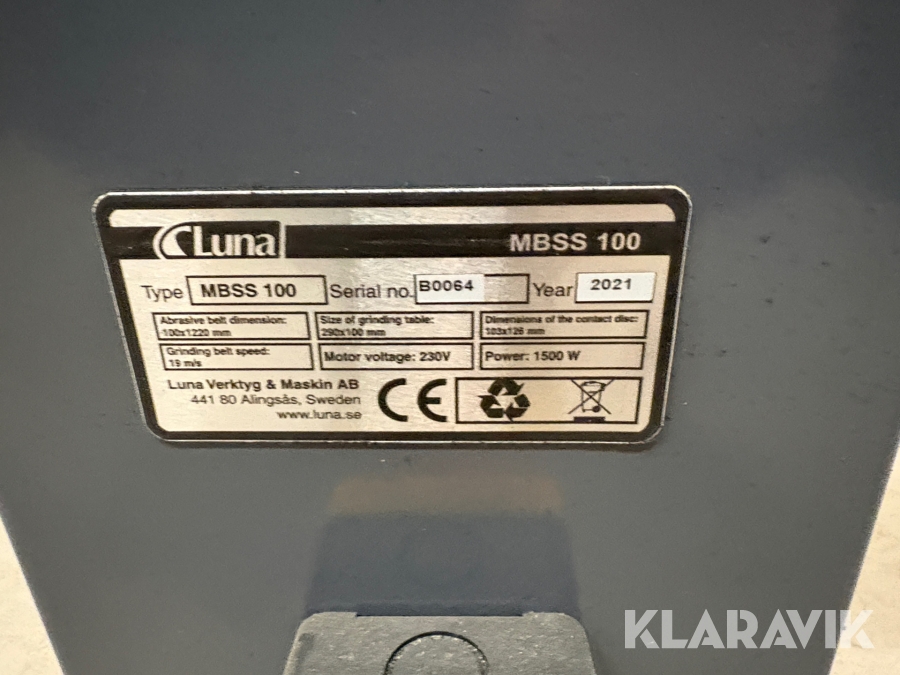 Luna MBSS 100
Type MBSS 100 Serial no. B0064 Year 2021
Abrasive belt dimension: Size of grinding table: Dimensions of the contact disc:
100x1220 mm 290x100 mm 103x126 mm
Grinding belt speed: Motor voltage: 230V Power: 1500 W
19 m/s
Luna Verktyg & Maskin AB
441 80 Alingsås, Sweden
www.luna.se
CE
KLARAVIK